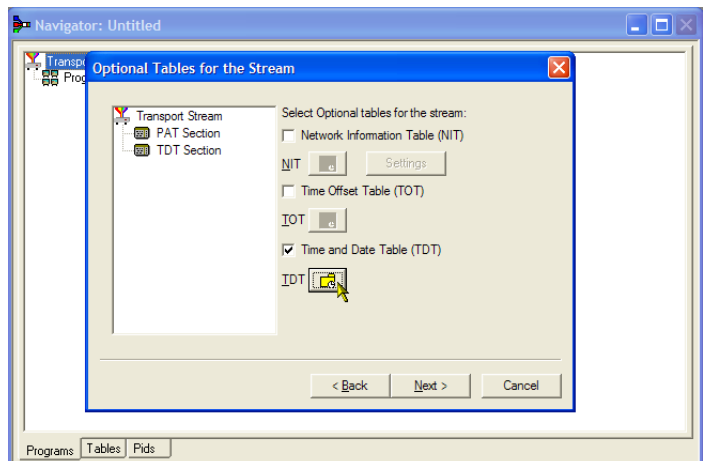 Navigator: Untitled
Transpo
Prog
Optional Tables for the Stream
Transport Stream
PAT Section
TDT Section
Select Optional tables for the stream:
Network Information Table (NIT)
NIT
Settings
Time Offset Table (TOT)
TOT
Time and Date Table (TDT)
TDT
< Back
Next >
Cancel
Programs
Tables
Pids